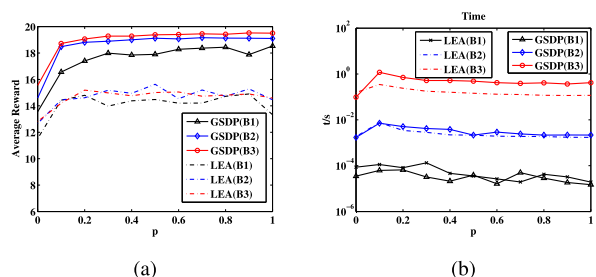 Time
20
18
16
14
12
10
8
6
Average Reward
0
0.2
0.4
0.6
0.8
1
p
GSDP(B1)
GSDP(B2)
GSDP(B3)
LEA(B1)
LEA(B2)
LEA(B3)
(a)
10^2
10^0
10^-2
10^-4
10^-6
t/s
LEA(B1)
LEA(B2)
LEA(B3)
GSDP(B1)
GSDP(B2)
GSDP(B3)
0
0.2
0.4
0.6
0.8
1
p
(b)